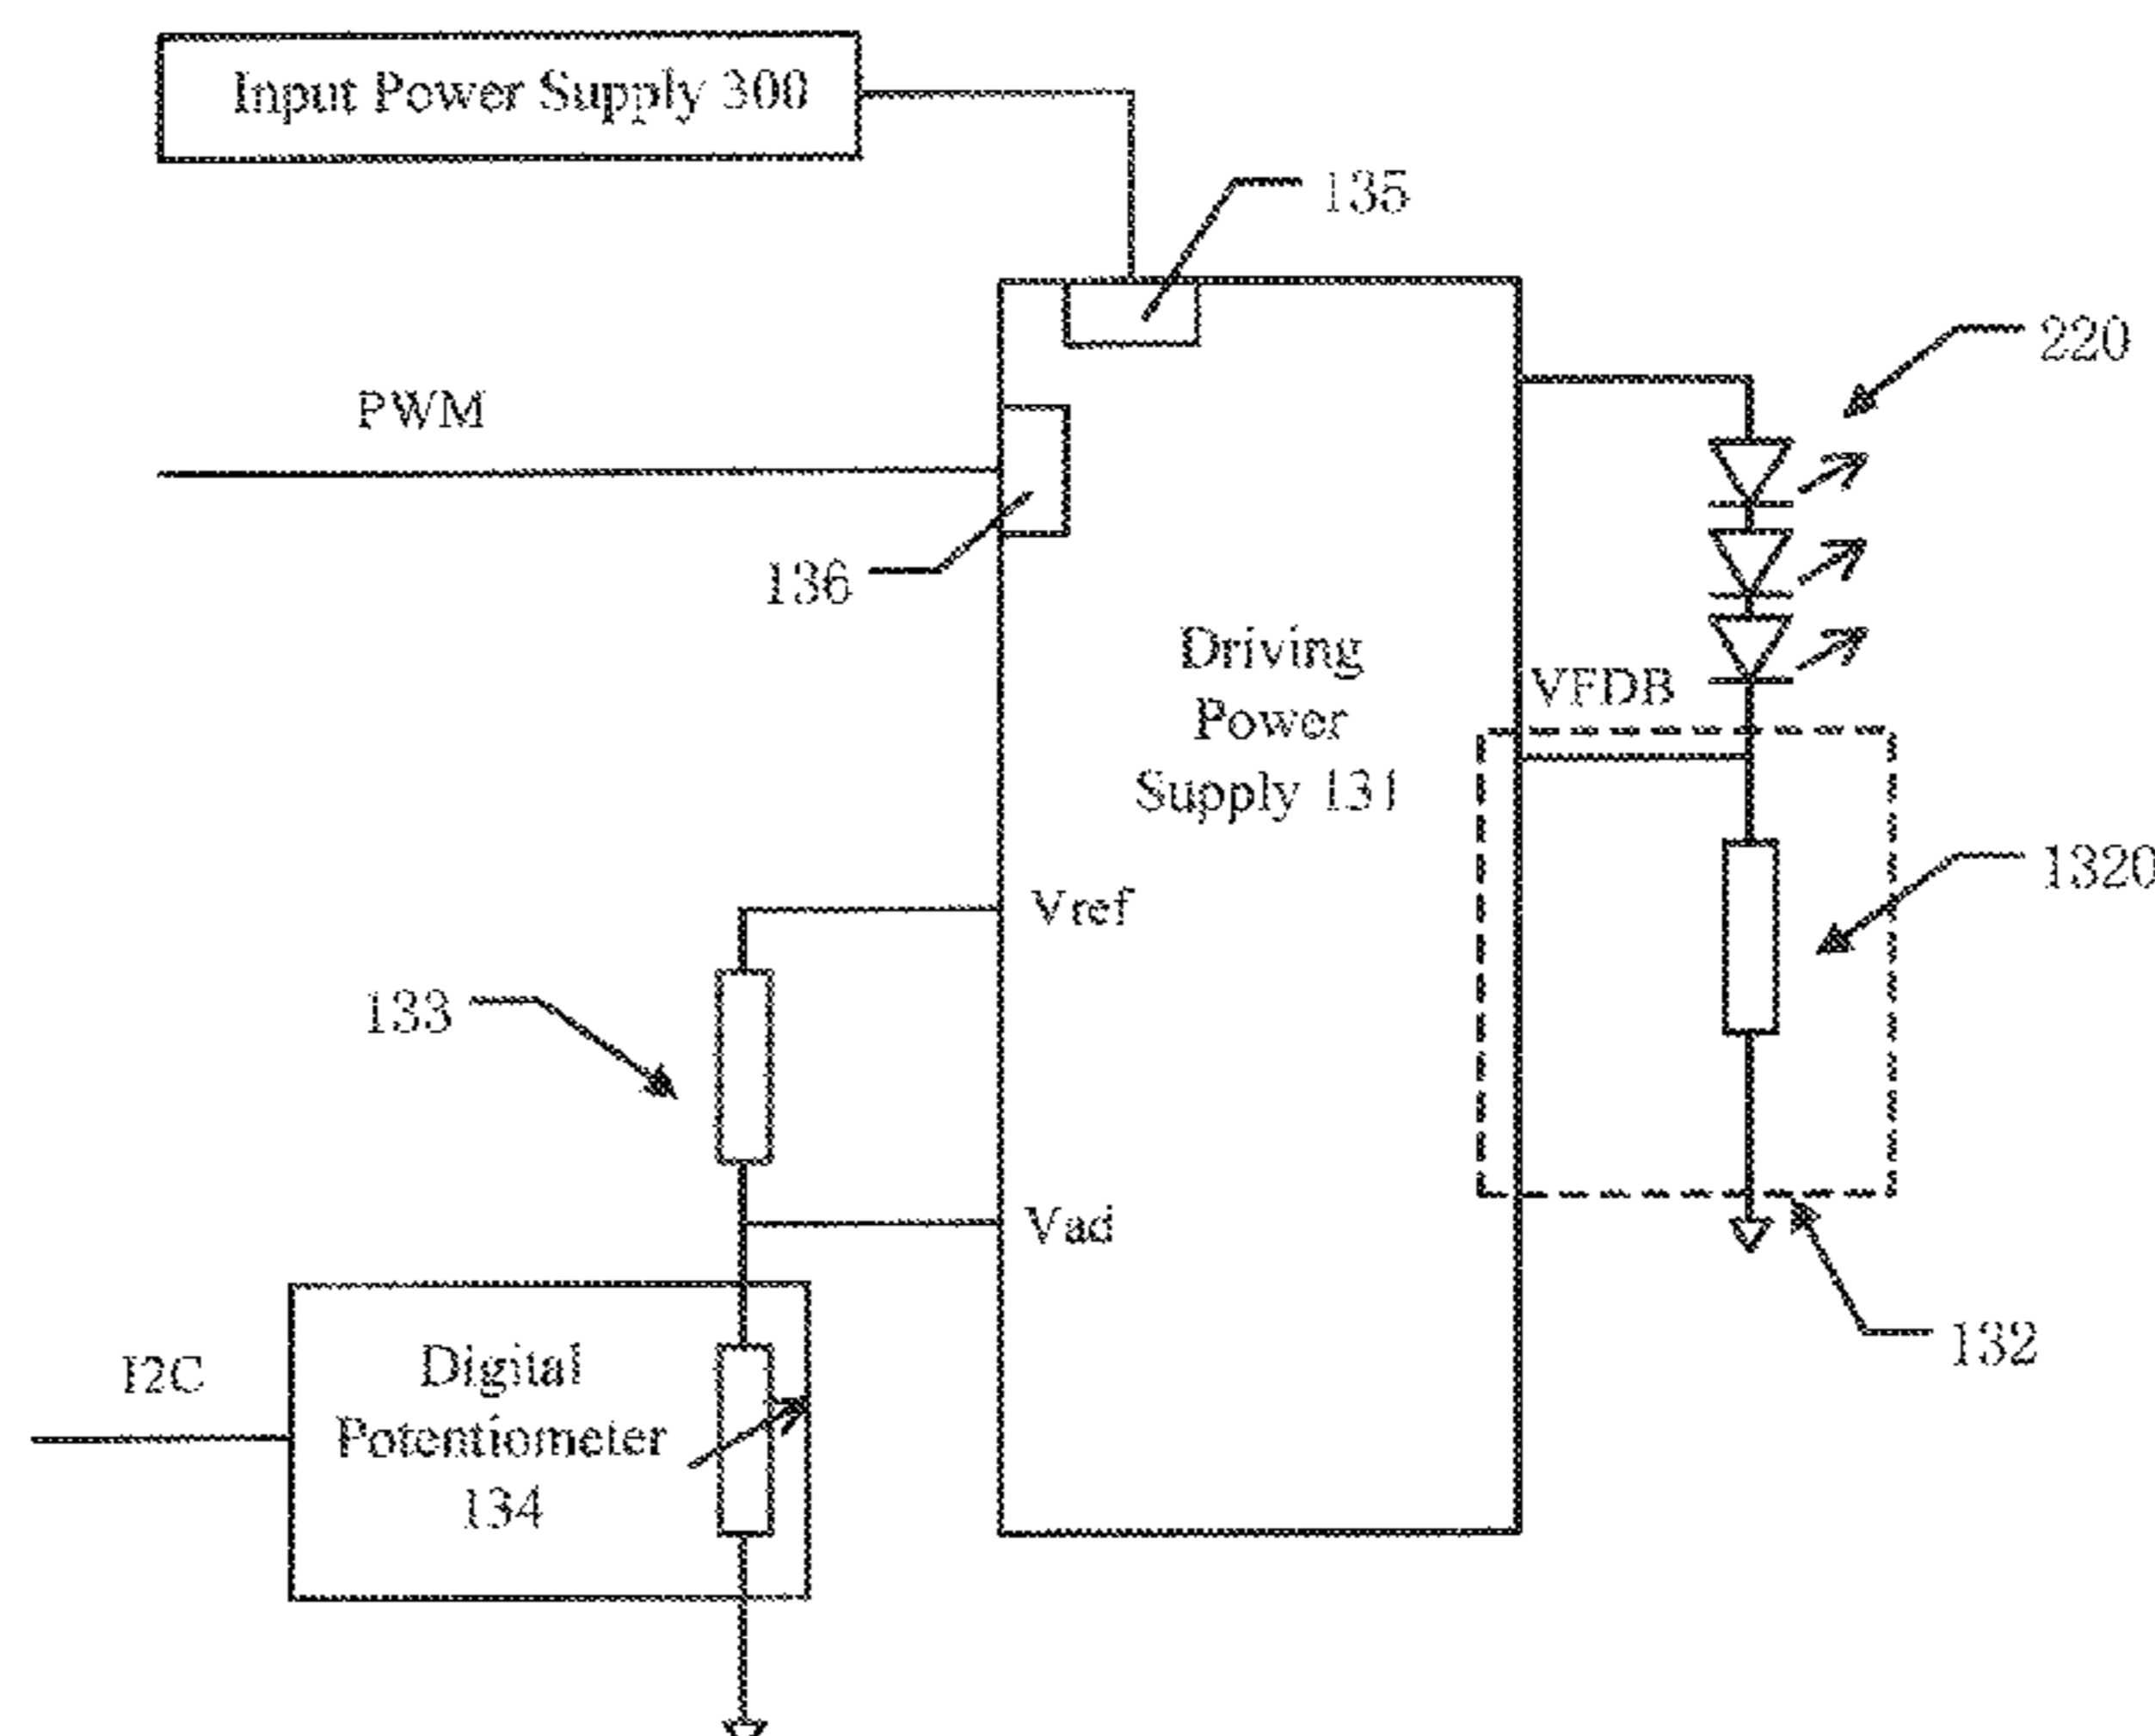 Input Power Supply 300
135
220
PWM
136
Driving
Power
Supply 131
VFDB
1320
Vref
133
Vad
132
I2C
Digital
Potentiometer
134